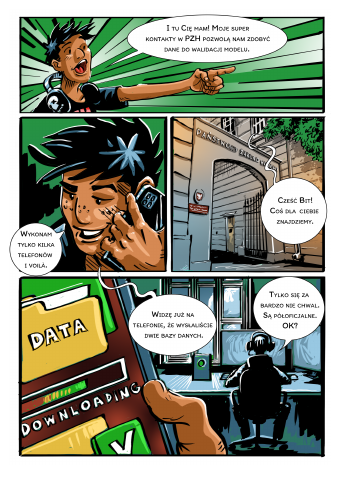 I tu Cię mam! Moje super
kontakty w PZH pozwolą nam zdobyć
dane do walidacji modelu.
Wykonam
tylko kilka
telefonów
i voilá.
Cześć Bit!
Coś dla ciebie
znajdziemy.
Widzę już na
telefonie, że wysłaliście
dwie bazy danych.
Tylko się za
bardzo nie chwal.
Są półoficjalne.
OK?
DATA
DOWNLOADING